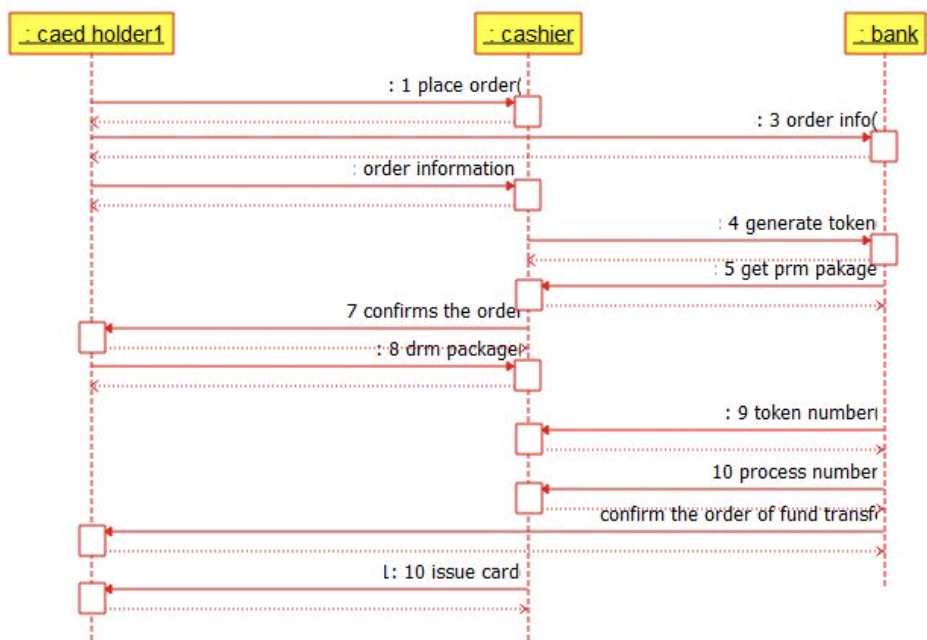 : caed holder1
: cashier
: bank
: 1 place order(
: 3 order info(
: order information
: 4 generate token
: 5 get prm pakage
7 confirms the order
: 8 drm package
: 9 token number
10 process number
confirm the order of fund transf
1: 10 issue card